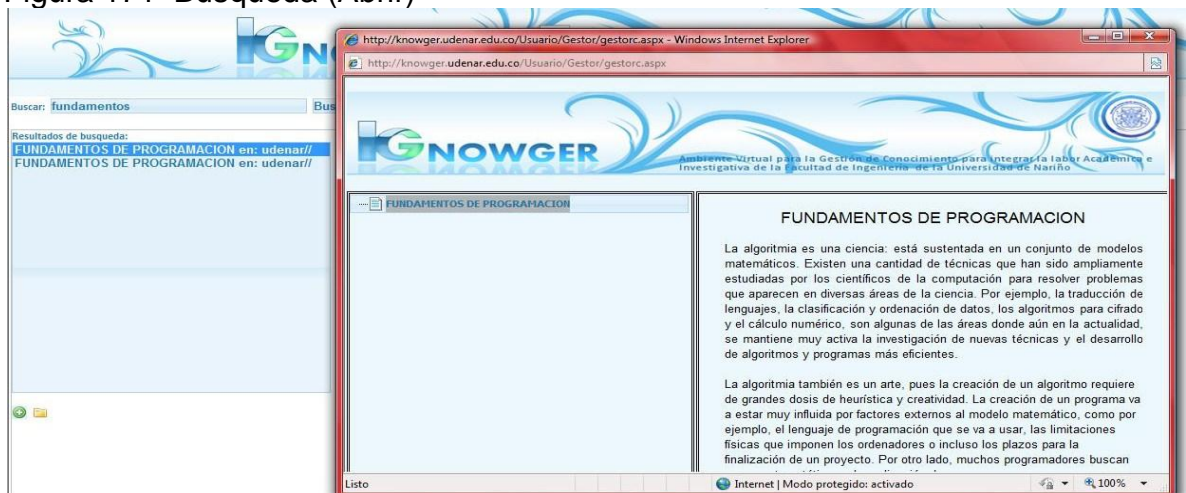 http://knowger.udenar.edu.co/Usuario/Gestor/gestorc.aspx - Windows Internet Explorer
http://knowger.udenar.edu.co/Usuario/Gestor/gestorc.aspx
Buscar: fundamentos
Bus
Resultados de busqueda:
FUNDAMENTOS DE PROGRAMACION en: udenar//
FUNDAMENTOS DE PROGRAMACION en: udenar//
KNOWGER
Ambiente Virtual para la Gestión de Conocimiento para integrar la labor Académica e
Investigativa de la Facultad de Ingeniería de la Universidad de Nariño
FUNDAMENTOS DE PROGRAMACION
FUNDAMENTOS DE PROGRAMACION
La algoritmia es una ciencia: está sustentada en un conjunto de modelos
matemáticos. Existen una cantidad de técnicas que han sido ampliamente
estudiadas por los científicos de la computación para resolver problemas
que aparecen en diversas áreas de la ciencia. Por ejemplo, la traducción de
lenguajes, la clasificación y ordenación de datos, los algoritmos para cifrado
y el cálculo numérico, son algunas de las áreas donde aún en la actualidad,
se mantiene muy activa la investigación de nuevas técnicas y el desarrollo
de algoritmos y programas más eficientes.
La algoritmia también es un arte, pues la creación de un algoritmo requiere
de grandes dosis de heurística y creatividad. La creación de un programa va
a estar muy influida por factores externos al modelo matemático, como por
ejemplo, el lenguaje de programación que se va a usar, las limitaciones
físicas que imponen los ordenadores o incluso los plazos para la
finalización de un proyecto. Por otro lado, muchos programadores buscan
Listo
Internet | Modo protegido: activado
100%